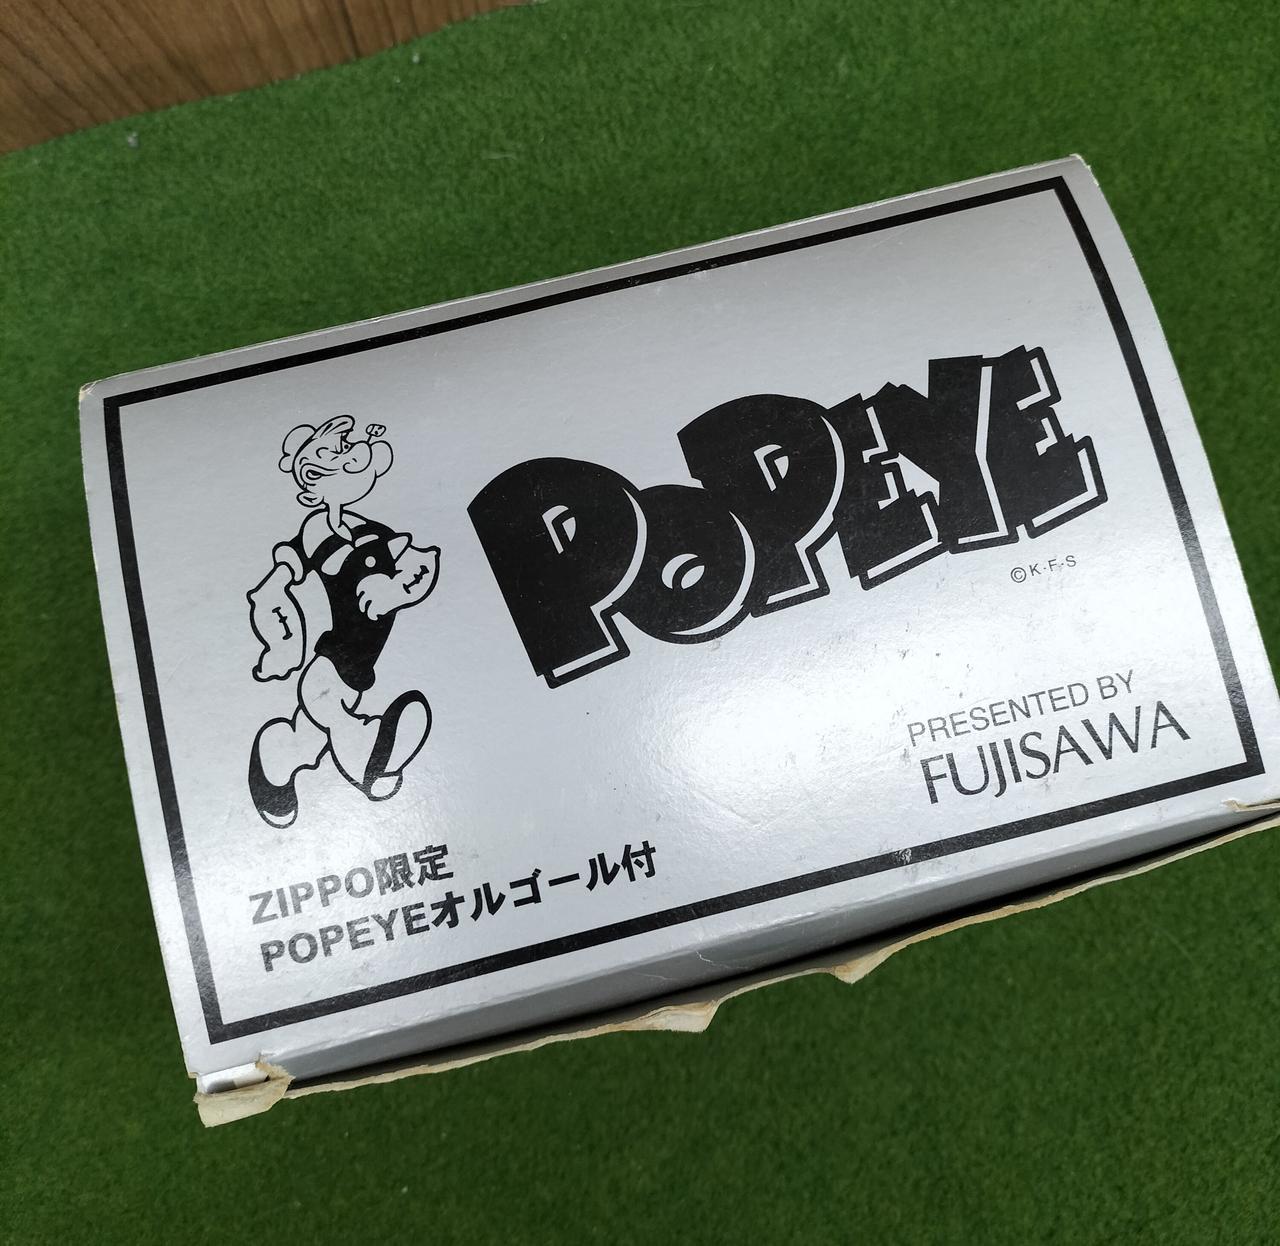 POPEYE
©K·F·S
PRESENTED BY
FUJISAWA
ZIPPO限定
POPEYEオルゴール付